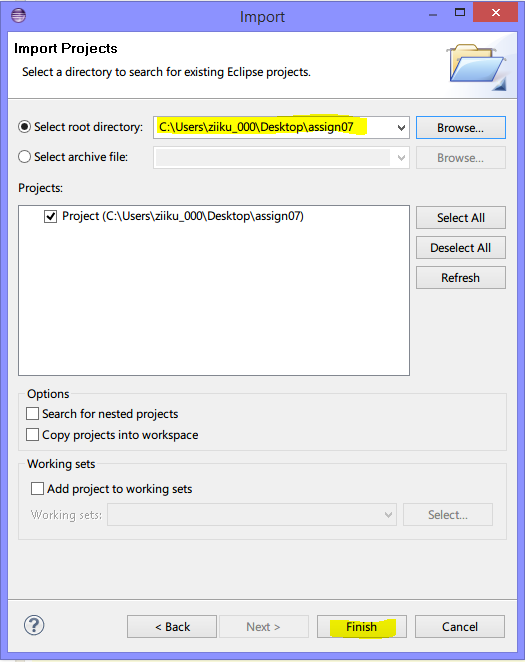 Import
Import Projects
Select a directory to search for existing Eclipse projects.
Select root directory: C:\Users\ziiku_000\Desktop\assign07 Browse...
Select archive file: Browse...
Projects:
Project (C:\Users\ziiku_000\Desktop\assign07)
Select All
Deselect All
Refresh
Options
Search for nested projects
Copy projects into workspace
Working sets
Add project to working sets
Working sets: Select...
? < Back Next > Finish Cancel